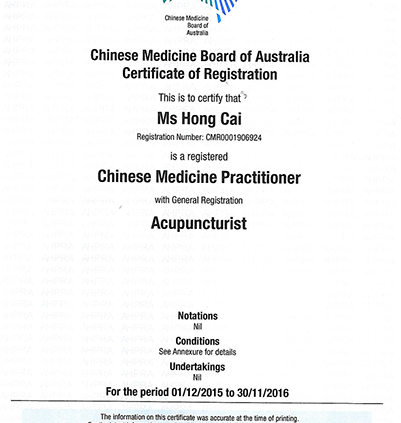 Chinese Medicine
Board of
Australia
Chinese Medicine Board of Australia
Certificate of Registration
This is to certify that
Ms Hong Cai
Registration Number: CMR0001906924
is a registered
Chinese Medicine Practitioner
with General Registration
Acupuncturist
Notations
Nil
Conditions
See Annexure for details
Undertakings
Nil
For the period 01/12/2015 to 30/11/2016
The information on this certificate was accurate at the time of printing.